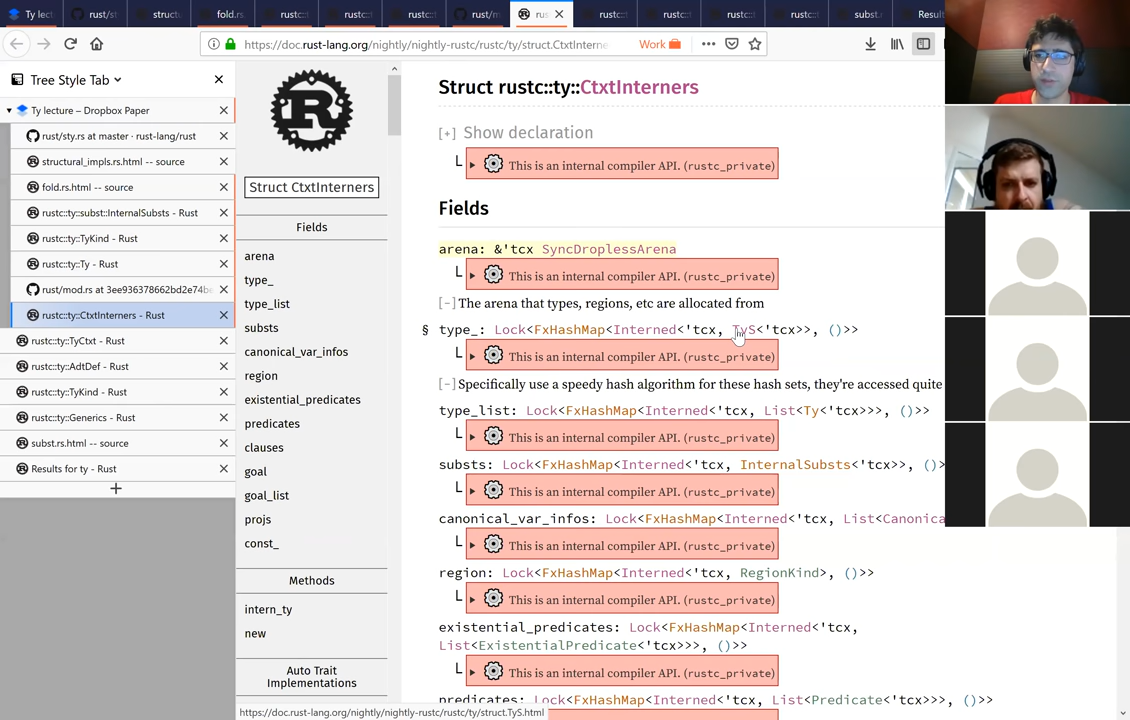 Ty lect
rust/st
struct
fold.rs
rustc:
rustc:
rustc:t
rust/m
rus
rustc:t
rustc:
rustc:
rustc:t
subst.
Result
https://doc.rust-lang.org/nightly/nightly-rustc/rustc/ty/struct.CtxtInterne
Work
Tree Style Tab
Ty lecture – Dropbox Paper
rust/sty.rs at master · rust-lang/rust
structural_impls.rs.html -- source
fold.rs.html -- source
rustc::ty::subst::InternalSubsts - Rust
rustc::ty::TyKind - Rust
rustc::ty::Ty - Rust
rust/mod.rs at 3ee936378662bd2e74be
rustc::ty::CtxtInterners - Rust
rustc::ty::TyCtxt - Rust
rustc::ty::AdtDef - Rust
rustc::ty::TyKind - Rust
rustc::ty::Generics - Rust
subst.rs.html -- source
Results for ty - Rust
R
Struct CtxtInterners
Fields
arena
type_
type_list
substs
canonical_var_infos
region
existential_predicates
predicates
clauses
goal
goal_list
projs
const_
Methods
intern_ty
new
Auto Trait
Implementations
Struct rustc::ty::CtxtInterners
[+] Show declaration
This is an internal compiler API. (rustc_private)
Fields
arena: &'tcx SyncDroplessArena
This is an internal compiler API. (rustc_private)
[-] The arena that types, regions, etc are allocated from
§ type_: Lock<FxHashMap<Interned<'tcx, TyS<'tcx>>, ()>>
This is an internal compiler API. (rustc_private)
[-] Specifically use a speedy hash algorithm for these hash sets, they're accessed quite
type_list: Lock<FxHashMap<Interned<'tcx, List<Ty<'tcx>>>, ()>>
This is an internal compiler API. (rustc_private)
substs: Lock<FxHashMap<Interned<'tcx, InternalSubsts<'tcx>>, ()>
This is an internal compiler API. (rustc_private)
canonical_var_infos: Lock<FxHashMap<Interned<'tcx, List<Canonica
This is an internal compiler API. (rustc_private)
region: Lock<FxHashMap<Interned<'tcx, RegionKind>, ()>>
This is an internal compiler API. (rustc_private)
existential_predicates: Lock<FxHashMap<Interned<'tcx,
List<ExistentialPredicate<'tcx>>>, ()>>
This is an internal compiler API. (rustc_private)
predicates: Lock<FxHashMap<Interned<'tcx, List<Predicate<'tcx>>>, ()>>
https://doc.rust-lang.org/nightly/nightly-rustc/rustc/ty/struct.TyS.html